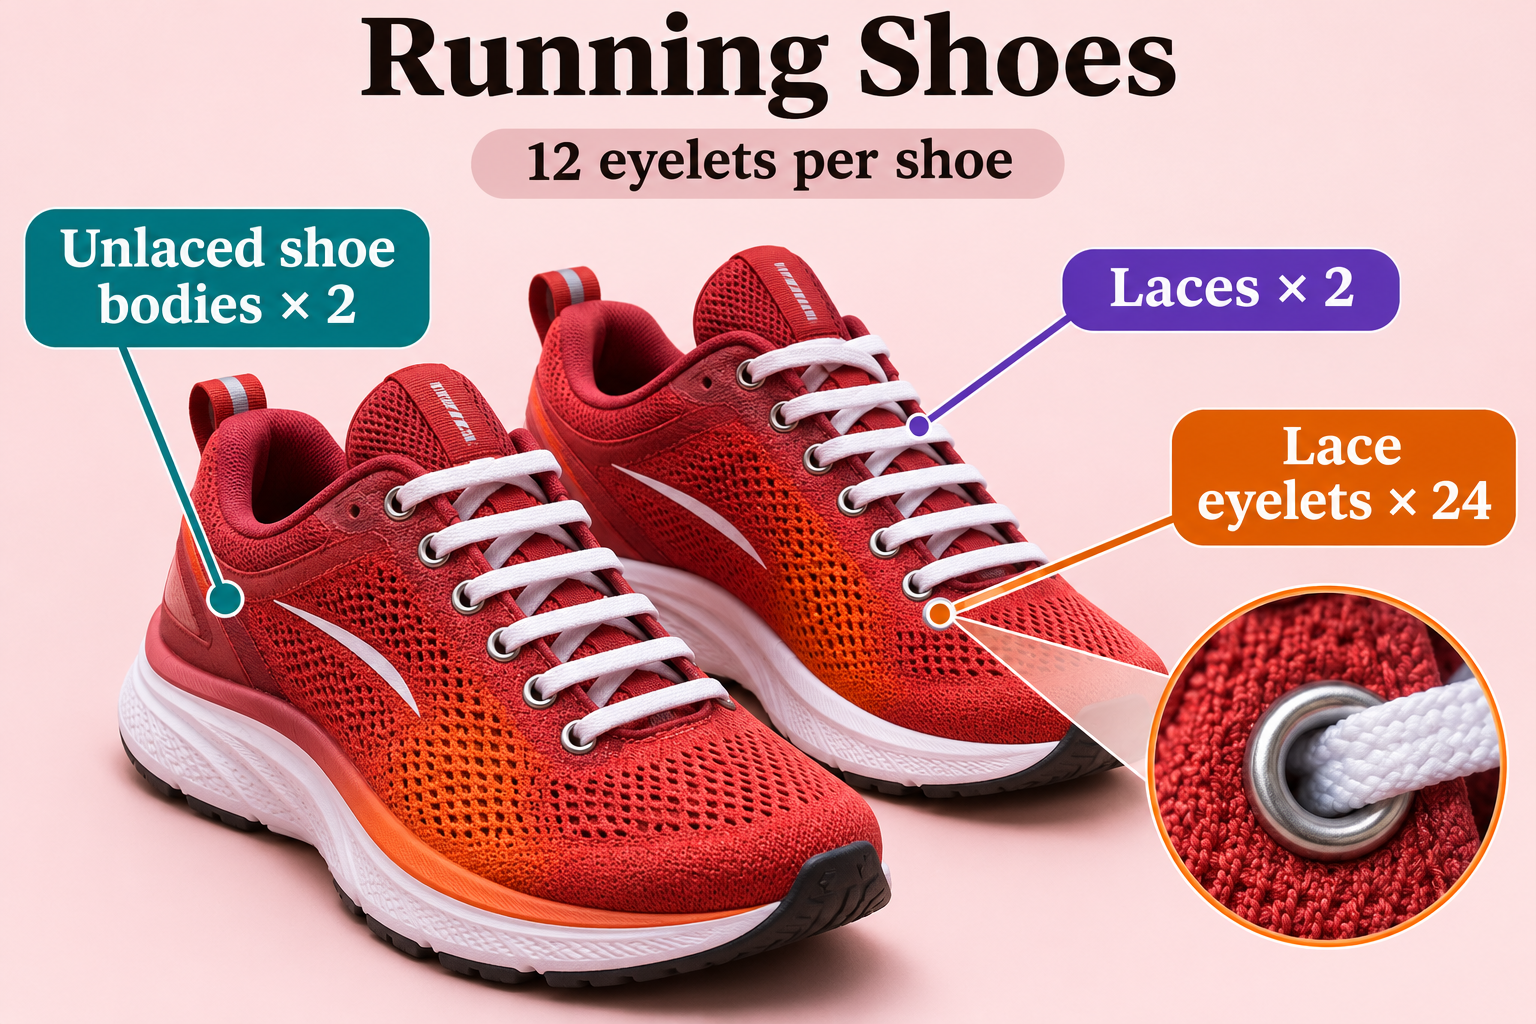 Running Shoes
12 eyelets per shoe
Unlaced shoe
bodies × 2
Laces × 2
Lace
eyelets × 24